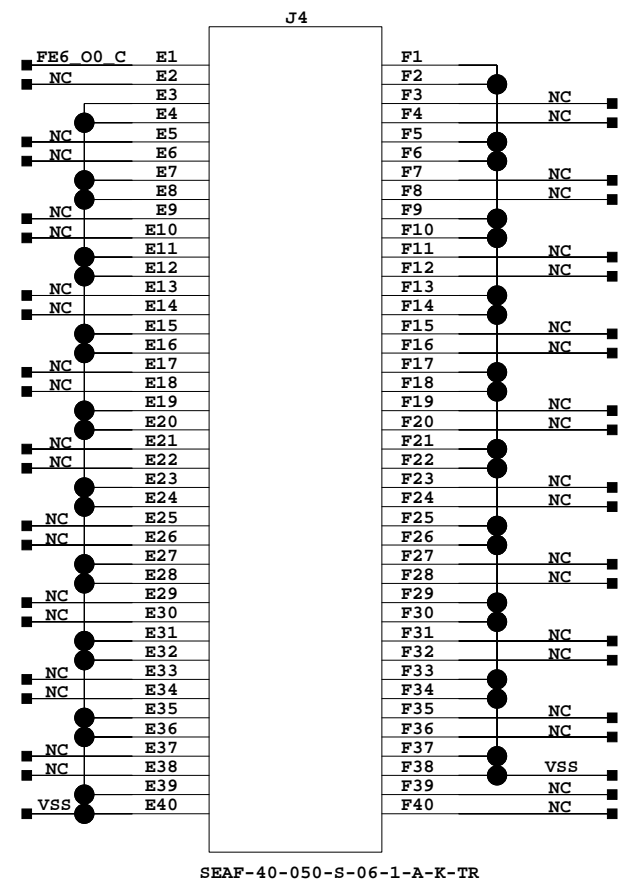 J4
FE6_O0_C E1 F1
NC E2 F2
E3 F3 NC
E4 F4 NC
NC E5 F5
NC E6 F6
E7 F7 NC
E8 F8 NC
NC E9 F9
NC E10 F10
E11 F11 NC
E12 F12 NC
NC E13 F13
NC E14 F14
E15 F15 NC
E16 F16 NC
NC E17 F17
NC E18 F18
E19 F19 NC
E20 F20 NC
NC E21 F21
NC E22 F22
E23 F23 NC
E24 F24 NC
NC E25 F25
NC E26 F26
E27 F27 NC
E28 F28 NC
NC E29 F29
NC E30 F30
E31 F31 NC
E32 F32 NC
NC E33 F33
NC E34 F34
E35 F35 NC
E36 F36 NC
NC E37 F37
NC E38 F38 VSS
E39 F39 NC
VSS E40 F40 NC
SEAF-40-050-S-06-1-A-K-TR